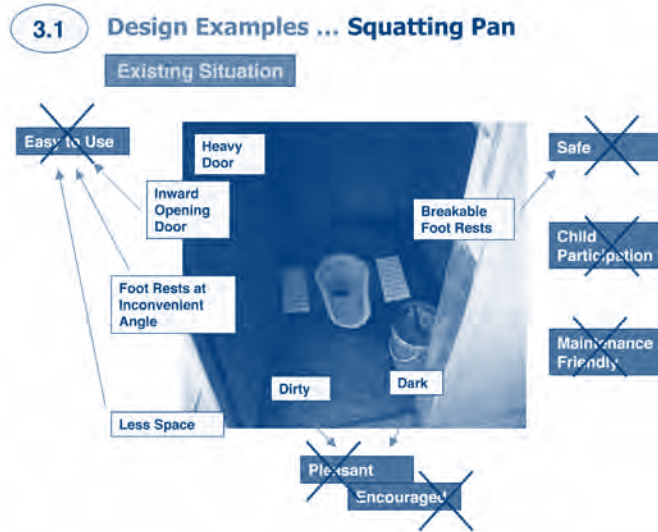 3.1 Design Examples ... Squatting Pan
Existing Situation
Easy to Use
Heavy
Door
Safe
Inward
Opening
Door
Breakable
Foot Rests
Child
Participation
Foot Rests at
Inconvenient
Angle
Maintenance
Friendly
Dirty
Dark
Less Space
Pleasant
Encouraged